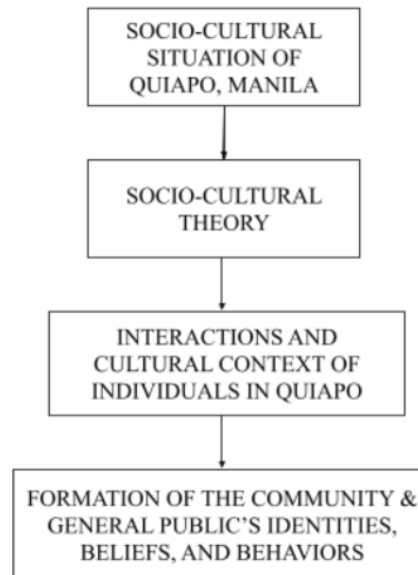 SOCIO-CULTURAL
SITUATION OF
QUIAPO, MANILA
SOCIO-CULTURAL
THEORY
INTERACTIONS AND
CULTURAL CONTEXT OF
INDIVIDUALS IN QUIAPO
FORMATION OF THE COMMUNITY &
GENERAL PUBLIC'S IDENTITIES,
BELIEFS, AND BEHAVIORS